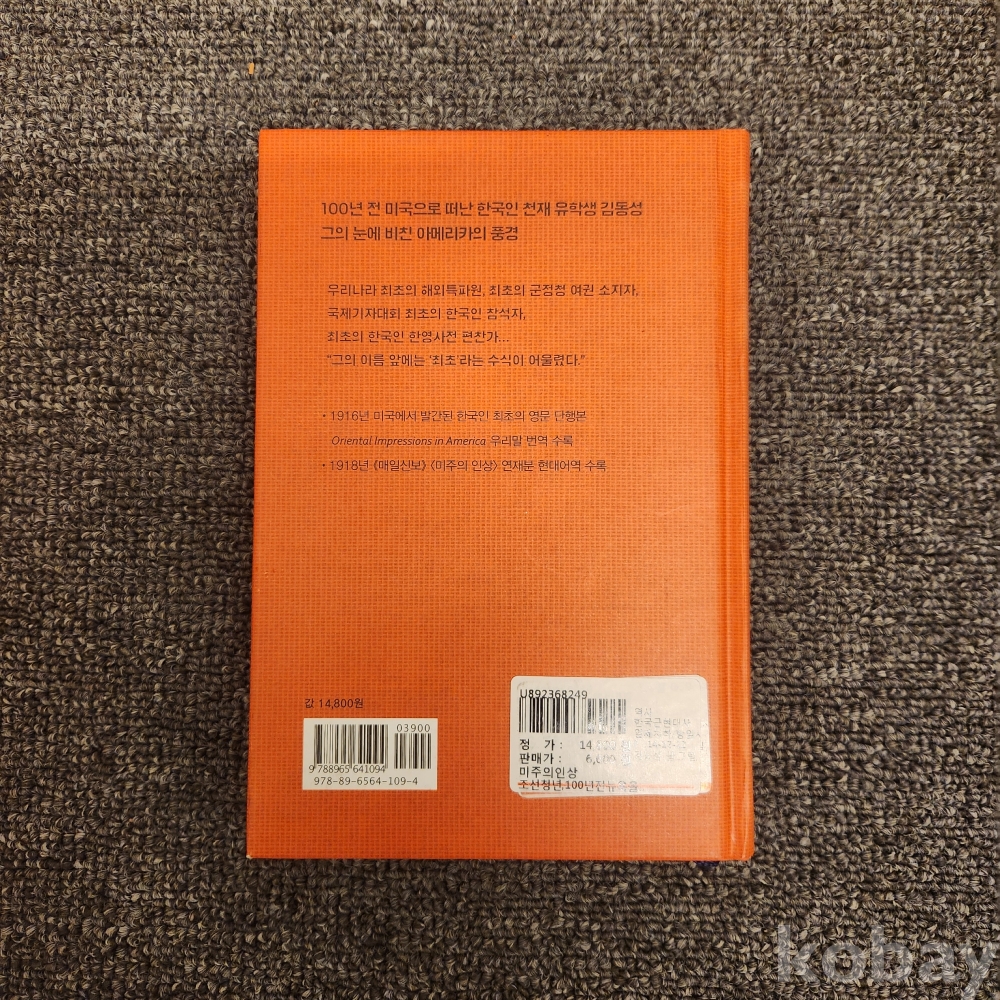 100년 전 미국으로 떠난 한국인 천재 유학생 김동성
그의 눈에 비친 아메리카의 풍경
우리나라 최초의 해외특파원, 최초의 군정청 여권 소지자,
국제기자대회 최초의 한국인 참석자,
최초의 한국인 한영사전 편찬가...
“그의 이름 앞에는 ‘최초’라는 수식이 어울렸다.”
• 1916년 미국에서 발간된 한국인 최초의 영문 단행본
Oriental Impressions in America 우리말 번역 수록
• 1918년 《매일신보》 〈미주의 인상〉 연재분 현대어역 수록
값 14,800원
03900
9 788965 641094
978-89-6564-109-4
U892368249
역사
정 가 : 14
판매가 : 6,0
미주의인상
조선청년,100년전뉴욕을
kobay